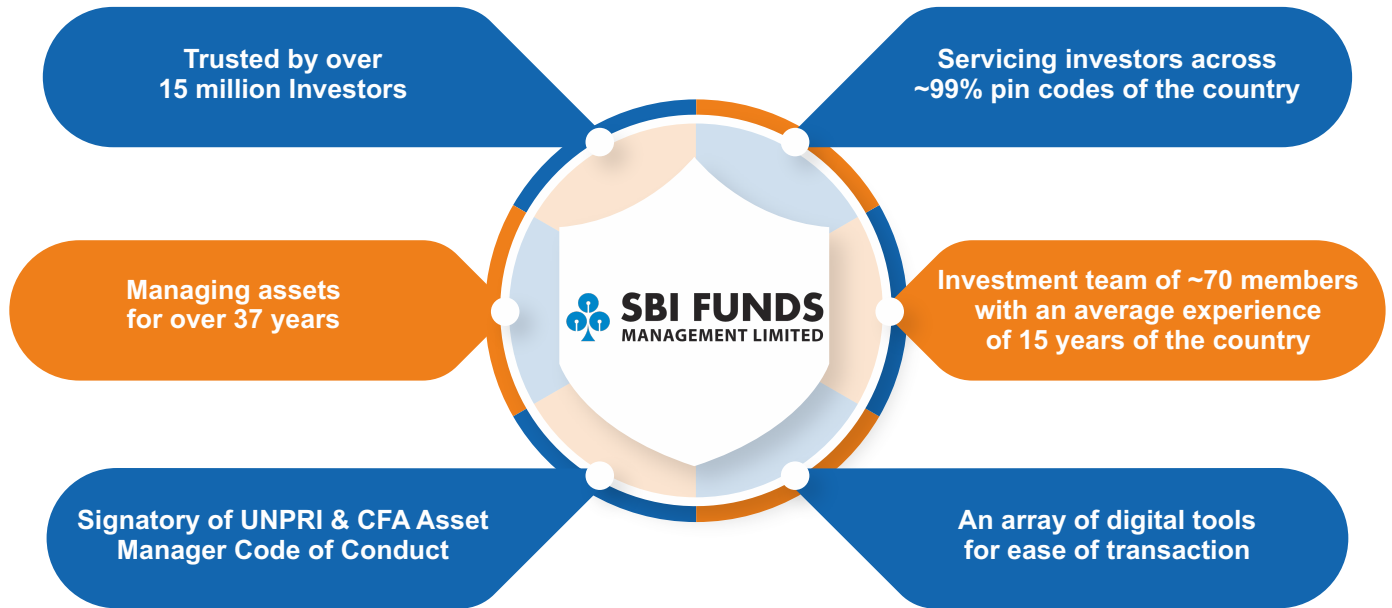 Trusted by over
15 million Investors
Servicing investors across
~99% pin codes of the country
Managing assets
for over 37 years
SBI FUNDS
MANAGEMENT LIMITED
Investment team of ~70 members
with an average experience
of 15 years of the country
Signatory of UNPRI & CFA Asset
Manager Code of Conduct
An array of digital tools
for ease of transaction